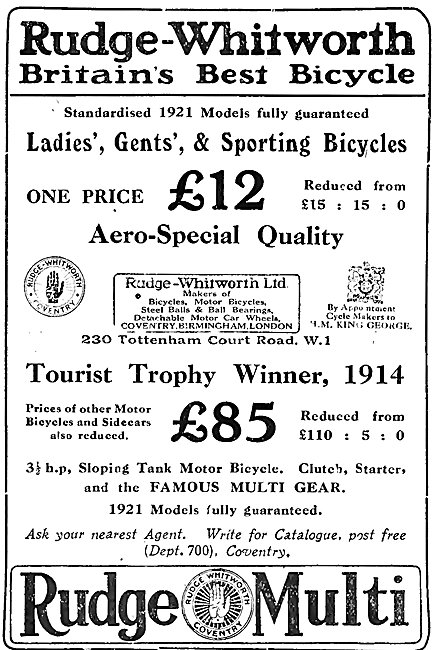 Rudge-Whitworth
Britain's Best Bicycle
Standardised 1921 Models fully guaranteed
Ladies', Gents', & Sporting Bicycles
ONE PRICE £12 Reduced from £15 : 15 : 0
Aero-Special Quality
RUDGE-WHITWORTH COVENTRY
Rudge-Whitworth Ltd.
Makers of
Bicycles, Motor Bicycles,
Steel Balls & Ball Bearings,
Detachable Motor Car Wheels,
COVENTRY, BIRMINGHAM, LONDON
By Appointment
Cycle Makers to
H.M. KING GEORGE.
230 Tottenham Court Road, W.1
Tourist Trophy Winner, 1914
Prices of other Motor
Bicycles and Sidecars
also reduced.
£85
Reduced from
£110 : 5 : 0
3½ h.p, Sloping Tank Motor Bicycle. Clutch, Starter,
and the FAMOUS MULTI GEAR.
1921 Models fully guaranteed.
Ask your nearest Agent. Write for Catalogue, post free
(Dept. 700), Coventry.
Rudge Multi
RUDGE WHITWORTH COVENTRY